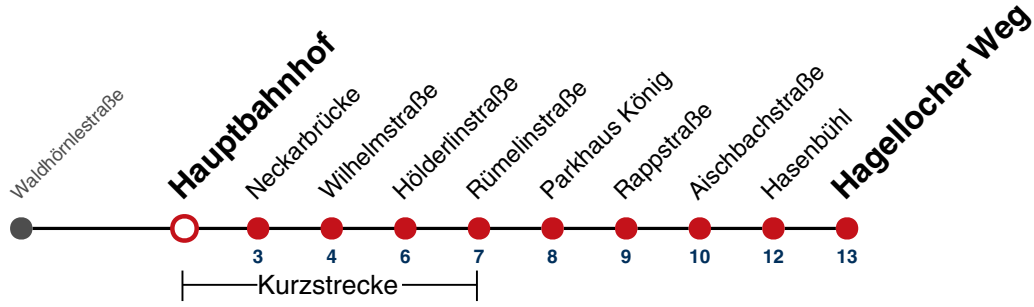 Waldhörnlestraße
Hauptbahnhof
Neckarbrücke
Wilhelmstraße
Hölderlinstraße
Rümelinstraße
Parkhaus König
Rappstraße
Aischbachstraße
Hasenbühl
Hagellocher Weg
3 4 6 7 8 9 10 12 13
Kurzstrecke